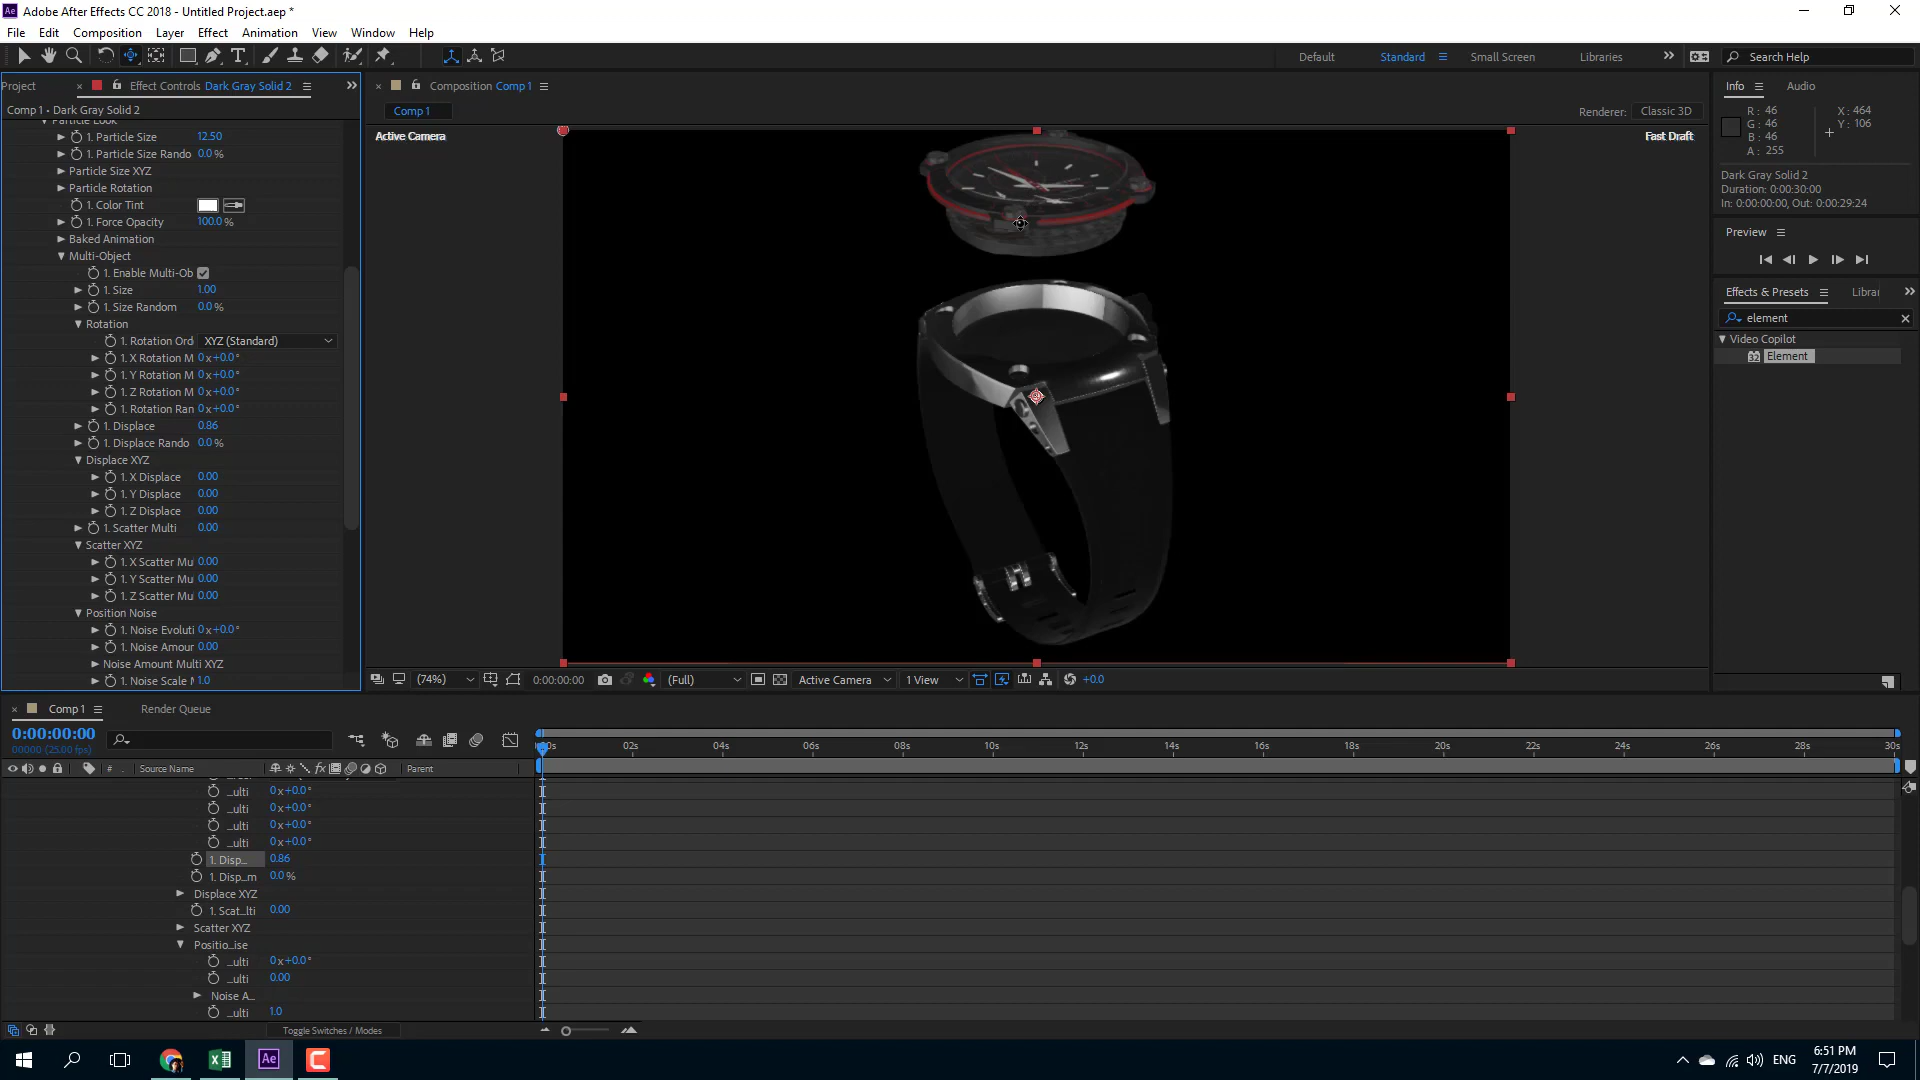 Ae Adobe After Effects CC 2018 - Untitled Project.aep *
File Edit Composition Layer Effect Animation View Window Help
Default Standard Small Screen Libraries Search Help
Project Effect Controls Dark Gray Solid 2
Comp 1 • Dark Gray Solid 2
Particle Look
1. Particle Size 12.50
1. Particle Size Rando 0.0 %
Particle Size XYZ
Particle Rotation
1. Color Tint
1. Force Opacity 100.0 %
Baked Animation
Multi-Object
1. Enable Multi-Ob
1. Size 1.00
1. Size Random 0.0 %
Rotation
1. Rotation Ord XYZ (Standard)
1. X Rotation M 0 x +0.0 °
1. Y Rotation M 0 x +0.0 °
1. Z Rotation M 0 x +0.0 °
1. Rotation Ran 0 x +0.0 °
1. Displace 0.86
1. Displace Rando 0.0 %
Displace XYZ
1. X Displace 0.00
1. Y Displace 0.00
1. Z Displace 0.00
1. Scatter Multi 0.00
Scatter XYZ
1. X Scatter Mu 0.00
1. Y Scatter Mu 0.00
1. Z Scatter Mu 0.00
Position Noise
1. Noise Evoluti 0 x +0.0 °
1. Noise Amour 0.00
Noise Amount Multi XYZ
1. Noise Scale M 1.0
Composition Comp 1
Comp 1
Renderer: Classic 3D
Active Camera
Fast Draft
(74%) 0:00:00:00 (Full) Active Camera 1 View +0.0
Info Audio
R: 46 X: 464
G: 46 Y: 106
B: 46
A: 255
Dark Gray Solid 2
Duration: 0:00:30:00
In: 0:00:00:00, Out: 0:00:29:24
Preview
Effects & Presets Librar
element
Video Copilot
32 Element
Comp 1 Render Queue
0:00:00:00
00000 (25.00 fps)
# Source Name fx Parent
00s 02s 04s 06s 08s 10s 12s 14s 16s 18s 20s 22s 24s 26s 28s 30s
_ulti 0 x +0.0 °
_ulti 0 x +0.0 °
_ulti 0 x +0.0 °
_ulti 0 x +0.0 °
1. Disp... 0.86
1. Disp...m 0.0 %
Displace XYZ
1. Scat...lti 0.00
Scatter XYZ
Positio...ise
_ulti 0 x +0.0 °
_ulti 0.00
Noise A...
_ulti 1.0
Toggle Switches / Modes
Ae
ENG
6:51 PM
7/7/2019